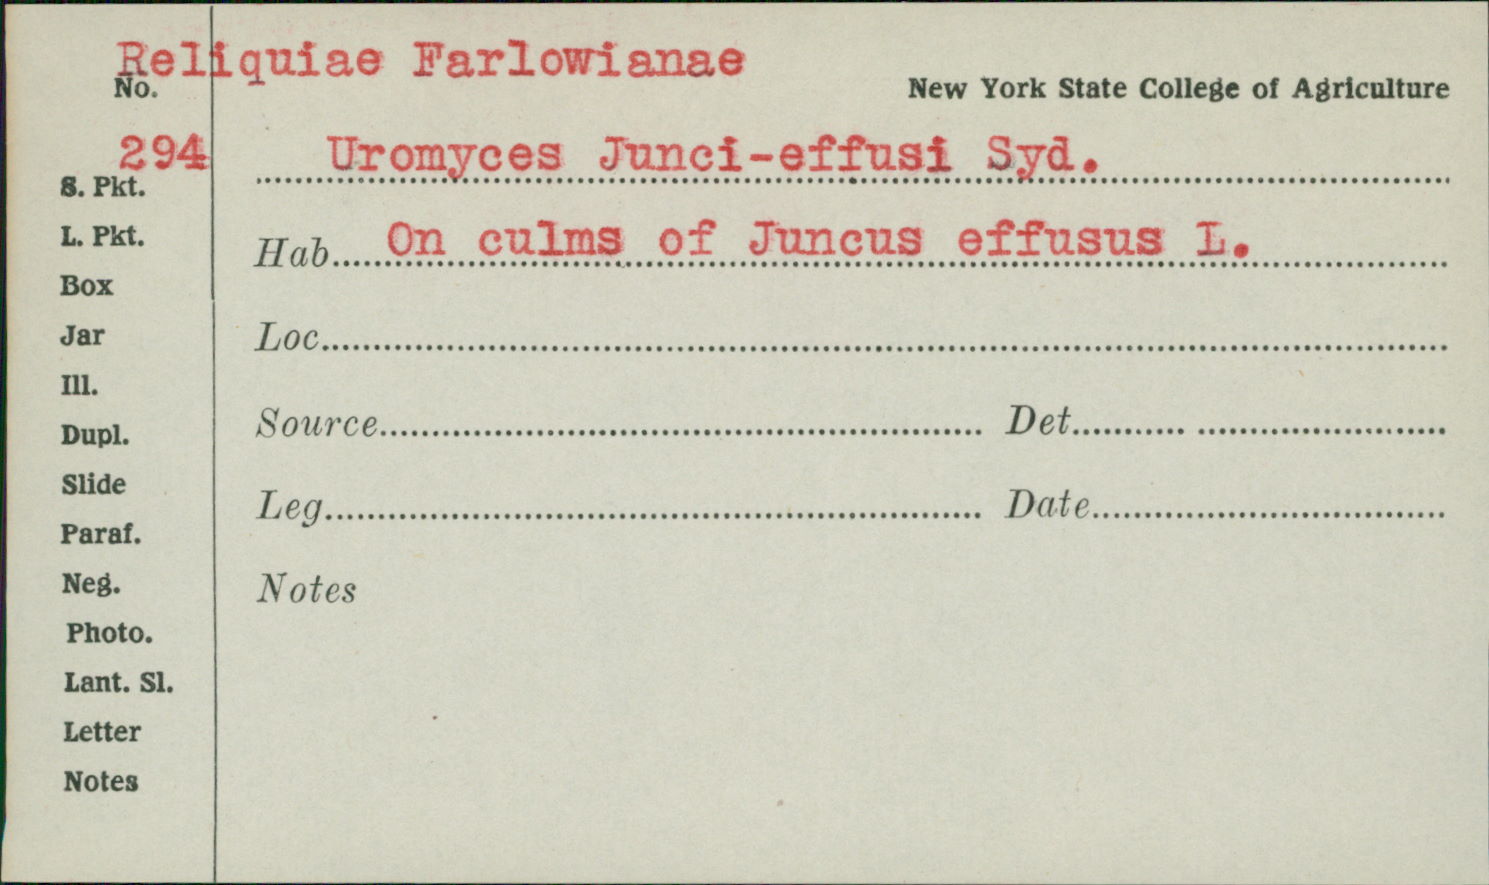 Reliquiae Farlowianae
No.
New York State College of Agriculture
294
Uromyces Junci-effusi Syd.
S. Pkt.
L. Pkt.
Hab. On culms of Juncus effusus L.
Box
Jar
Loc.
Ill.
Dupl.
Source
Det.
Slide
Leg.
Date
Paraf.
Neg.
Notes
Photo.
Lant. Sl.
Letter
Notes